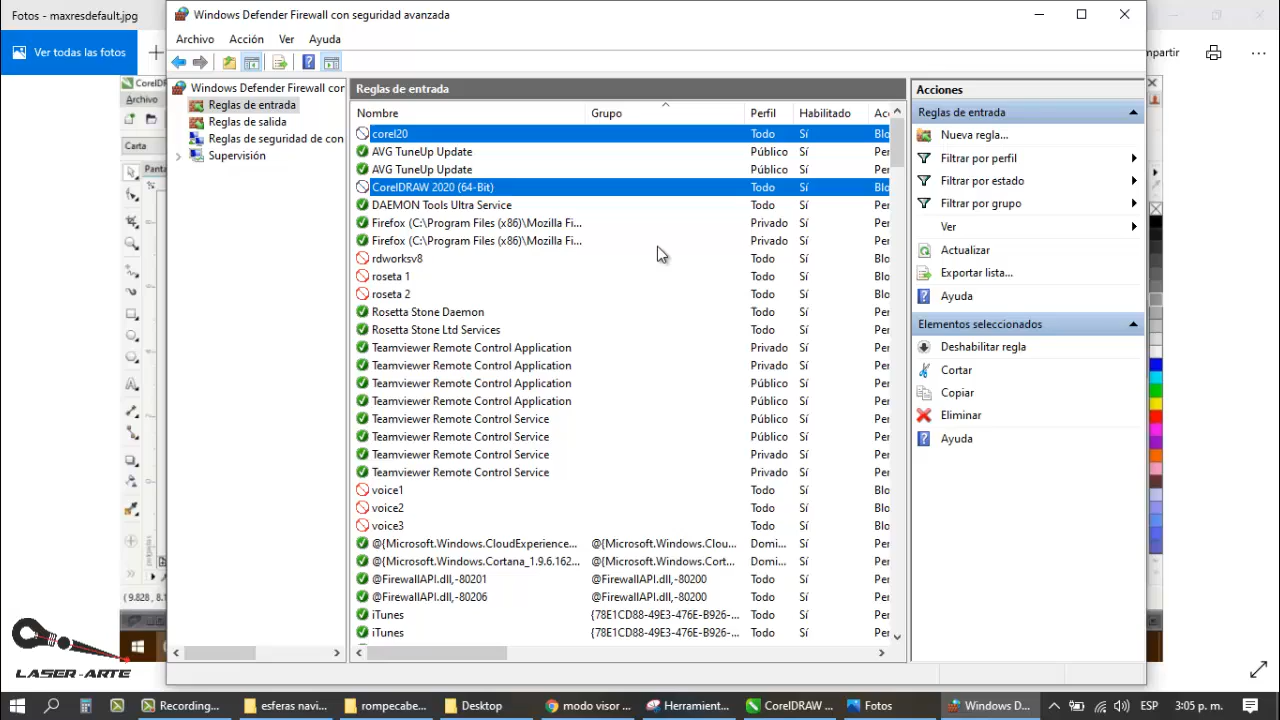 Fotos - maxresdefault.jpg
Ver todas las fotos
mpartir
CorelDR
Archivo
Carta
Panta
( 9.828 , 8.1
LASER-ARTE
Windows Defender Firewall con seguridad avanzada
Archivo Acción Ver Ayuda
Windows Defender Firewall cor
Reglas de entrada
Reglas de salida
Reglas de seguridad de con
Supervisión
Reglas de entrada
Nombre Grupo Perfil Habilitado Ac
corel20 Todo Sí Blo
AVG TuneUp Update Público Sí Per
AVG TuneUp Update Público Sí Per
CorelDRAW 2020 (64-Bit) Todo Sí Blo
DAEMON Tools Ultra Service Todo Sí Per
Firefox (C:\Program Files (x86)\Mozilla Fi... Privado Sí Per
Firefox (C:\Program Files (x86)\Mozilla Fi... Privado Sí Per
rdworksv8 Todo Sí Blo
roseta 1 Todo Sí Blo
roseta 2 Todo Sí Blo
Rosetta Stone Daemon Todo Sí Per
Rosetta Stone Ltd Services Todo Sí Per
Teamviewer Remote Control Application Privado Sí Per
Teamviewer Remote Control Application Privado Sí Per
Teamviewer Remote Control Application Público Sí Per
Teamviewer Remote Control Application Público Sí Per
Teamviewer Remote Control Service Público Sí Per
Teamviewer Remote Control Service Público Sí Per
Teamviewer Remote Control Service Privado Sí Per
Teamviewer Remote Control Service Privado Sí Per
voice1 Todo Sí Blo
voice2 Todo Sí Blo
voice3 Todo Sí Blo
@{Microsoft.Windows.CloudExperience... @{Microsoft.Windows.Clou... Domi... Sí Per
@{Microsoft.Windows.Cortana_1.9.6.162... @{Microsoft.Windows.Cort... Domi... Sí Per
@FirewallAPI.dll,-80201 @FirewallAPI.dll,-80200 Todo Sí Per
@FirewallAPI.dll,-80206 @FirewallAPI.dll,-80200 Todo Sí Per
iTunes {78E1CD88-49E3-476E-B926-... Todo Sí Per
iTunes {78E1CD88-49E3-476E-B926-... Todo Sí Per
Acciones
Reglas de entrada
Nueva regla...
Filtrar por perfil
Filtrar por estado
Filtrar por grupo
Ver
Actualizar
Exportar lista...
Ayuda
Elementos seleccionados
Deshabilitar regla
Cortar
Copiar
Eliminar
Ayuda
Recording... esferas navi... rompecabe... Desktop modo visor ... Herramient... CorelDRAW ... Fotos Windows D... ESP 3:05 p. m.